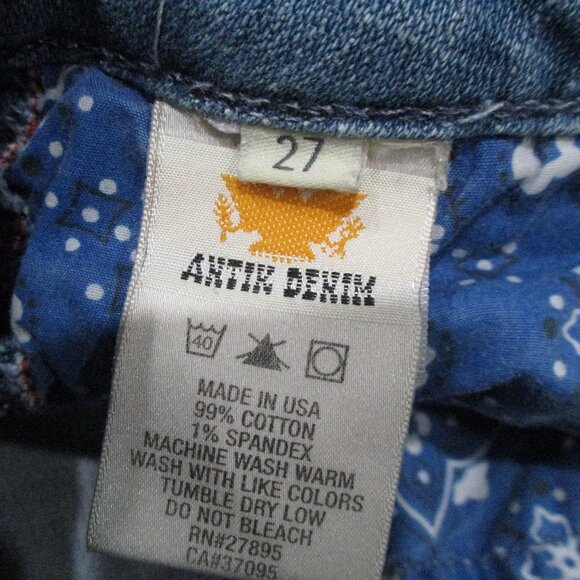 27
ANTIK DENIM
40
MADE IN USA
99% COTTON
1% SPANDEX
MACHINE WASH WARM
WASH WITH LIKE COLORS
TUMBLE DRY LOW
DO NOT BLEACH
RN#27895
CA#37095